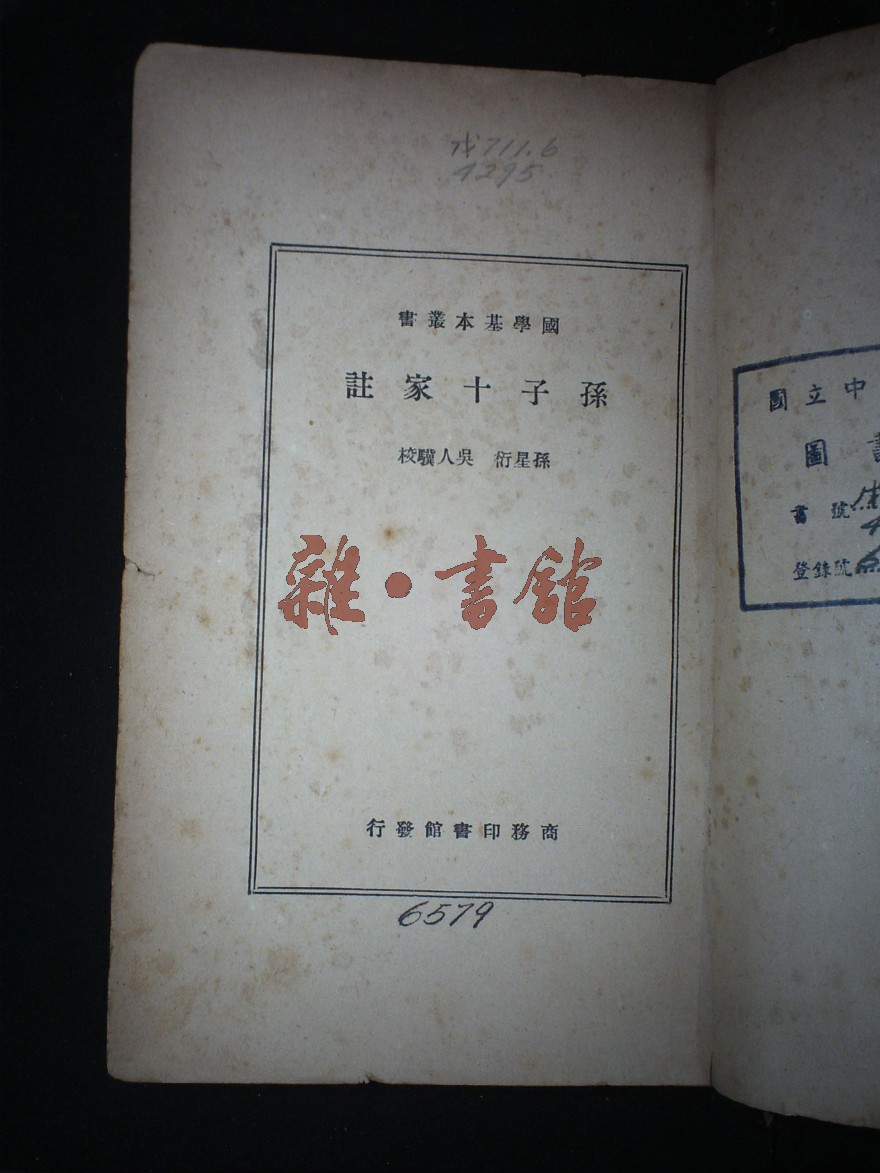 711.6
4295
國學基本叢書
孫子十家註
孫星衍 吳人驥校
雜·書館
商務印書館發行
6579
國立中
圖書
書號
登錄號